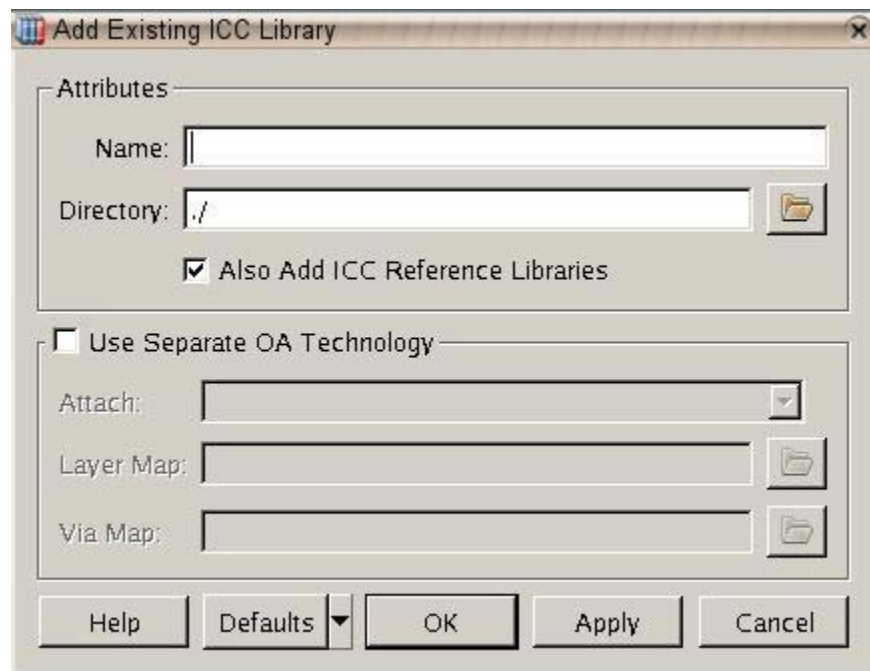 Add Existing ICC Library
Attributes
Name:
Directory: ./
Also Add ICC Reference Libraries
Use Separate OA Technology
Attach:
Layer Map:
Via Map:
Help Defaults OK Apply Cancel